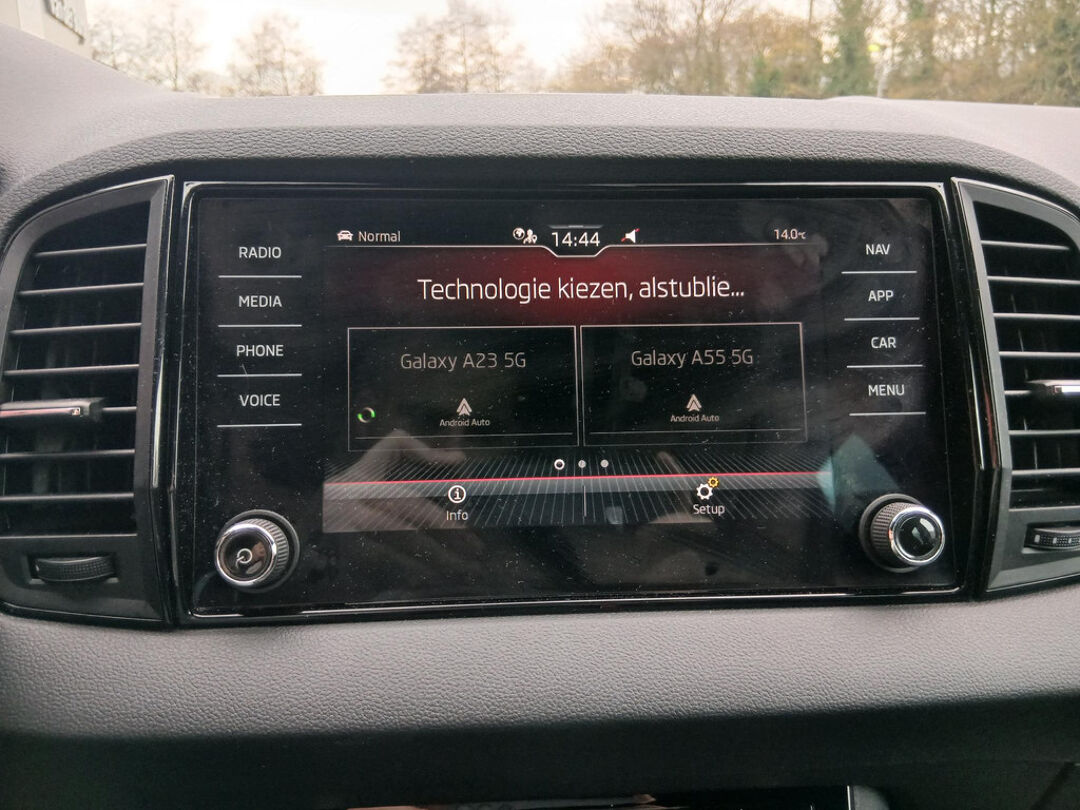 Normal
14:44
14.0°C
RADIO
MEDIA
PHONE
VOICE
Technologie kiezen, alstublie...
Galaxy A23 5G
Android Auto
Galaxy A55 5G
Android Auto
Info
Setup
NAV
APP
CAR
MENU